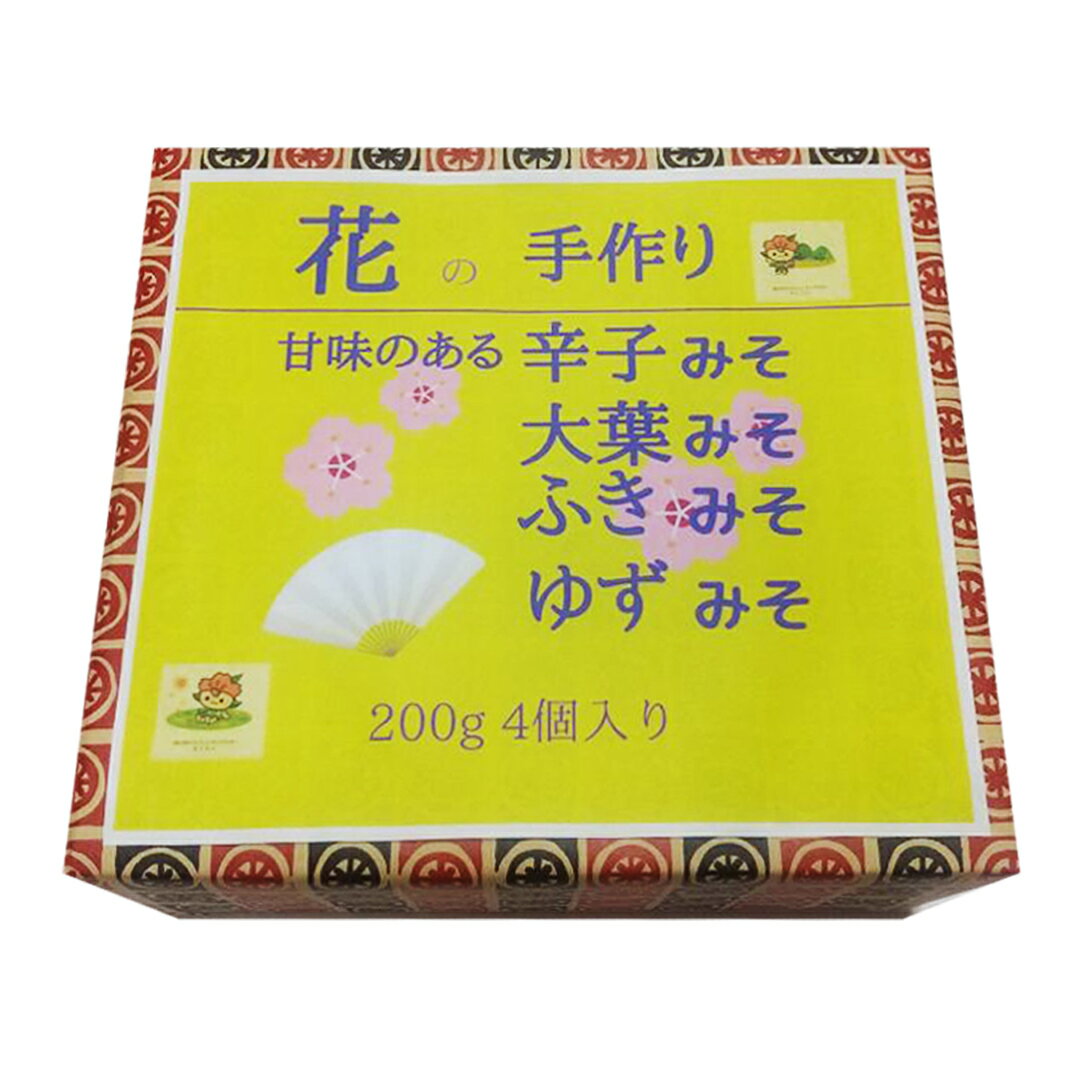 花の手作り
甘味のある 辛子みそ
大葉みそ
ふきみそ
ゆずみそ
200g 4個入り